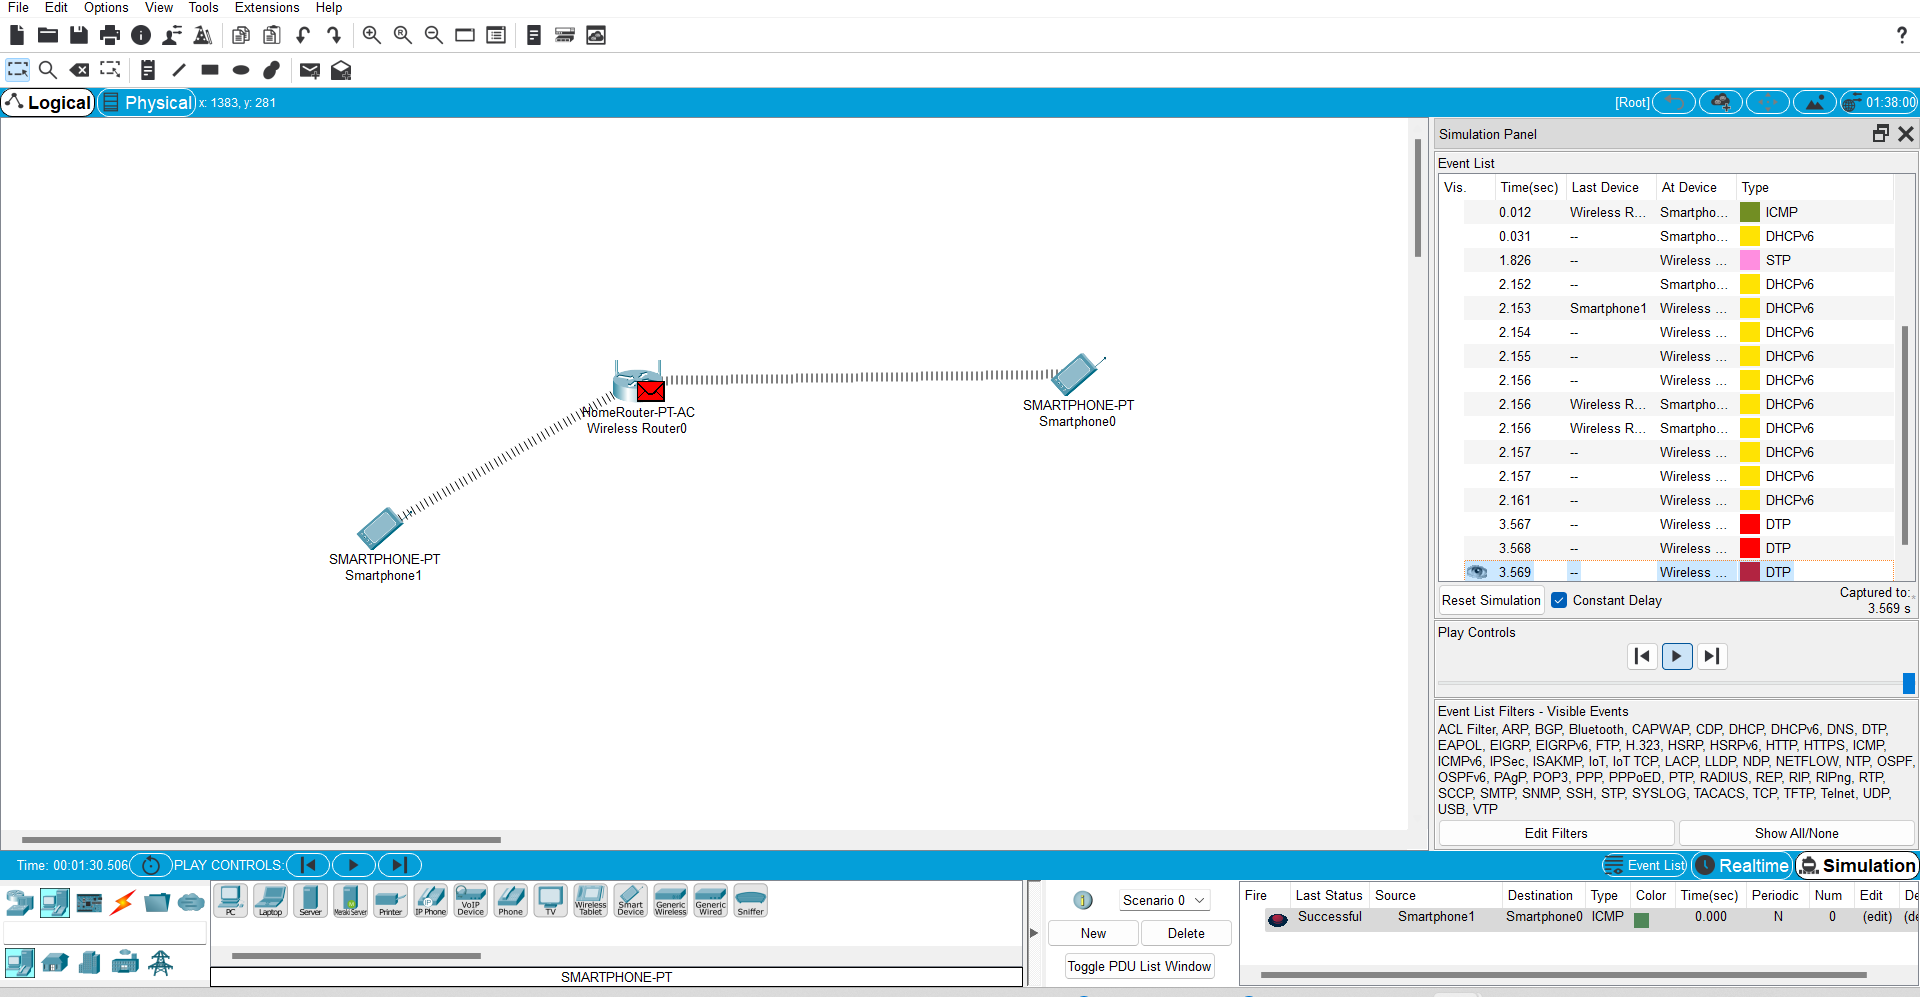 File Edit Options View Tools Extensions Help
?
Logical Physical x: 1383, y: 281 [Root] 01:38:00
Simulation Panel
Event List
Vis. Time(sec) Last Device At Device Type
0.012 Wireless R... Smartpho... ICMP
0.031 -- Smartpho... DHCPv6
1.826 -- Wireless ... STP
2.152 -- Smartpho... DHCPv6
2.153 Smartphone1 Wireless ... DHCPv6
2.154 -- Wireless ... DHCPv6
2.155 -- Wireless ... DHCPv6
2.156 -- Wireless ... DHCPv6
2.156 Wireless R... Smartpho... DHCPv6
2.156 Wireless R... Smartpho... DHCPv6
2.157 -- Wireless ... DHCPv6
2.157 -- Wireless ... DHCPv6
2.161 -- Wireless ... DHCPv6
3.567 -- Wireless ... DTP
3.568 -- Wireless ... DTP
3.569 -- Wireless ... DTP
HomeRouter-PT-AC
Wireless Router0
SMARTPHONE-PT
Smartphone0
SMARTPHONE-PT
Smartphone1
Reset Simulation Constant Delay Captured to:
3.569 s
Play Controls
Event List Filters - Visible Events
ACL Filter, ARP, BGP, Bluetooth, CAPWAP, CDP, DHCP, DHCPv6, DNS, DTP,
EAPOL, EIGRP, EIGRPv6, FTP, H.323, HSRP, HSRPv6, HTTP, HTTPS, ICMP,
ICMPv6, IPSec, ISAKMP, IoT, IoT TCP, LACP, LLDP, NDP, NETFLOW, NTP, OSPF,
OSPFv6, PAgP, POP3, PPP, PPPoED, PTP, RADIUS, REP, RIP, RIPng, RTP,
SCCP, SMTP, SNMP, SSH, STP, SYSLOG, TACACS, TCP, TFTP, Telnet, UDP,
USB, VTP
Edit Filters Show All/None
Time: 00:01:30.506 PLAY CONTROLS: Event List Realtime Simulation
PC Laptop Server Meraki Server Printer IP Phone VoIP Device Phone TV Wireless Tablet Smart Device Generic Wireless Generic Wired Sniffer
SMARTPHONE-PT
1 Scenario 0
New Delete
Toggle PDU List Window
Fire Last Status Source Destination Type Color Time(sec) Periodic Num Edit De
Successful Smartphone1 Smartphone0 ICMP 0.000 N 0 (edit) (de